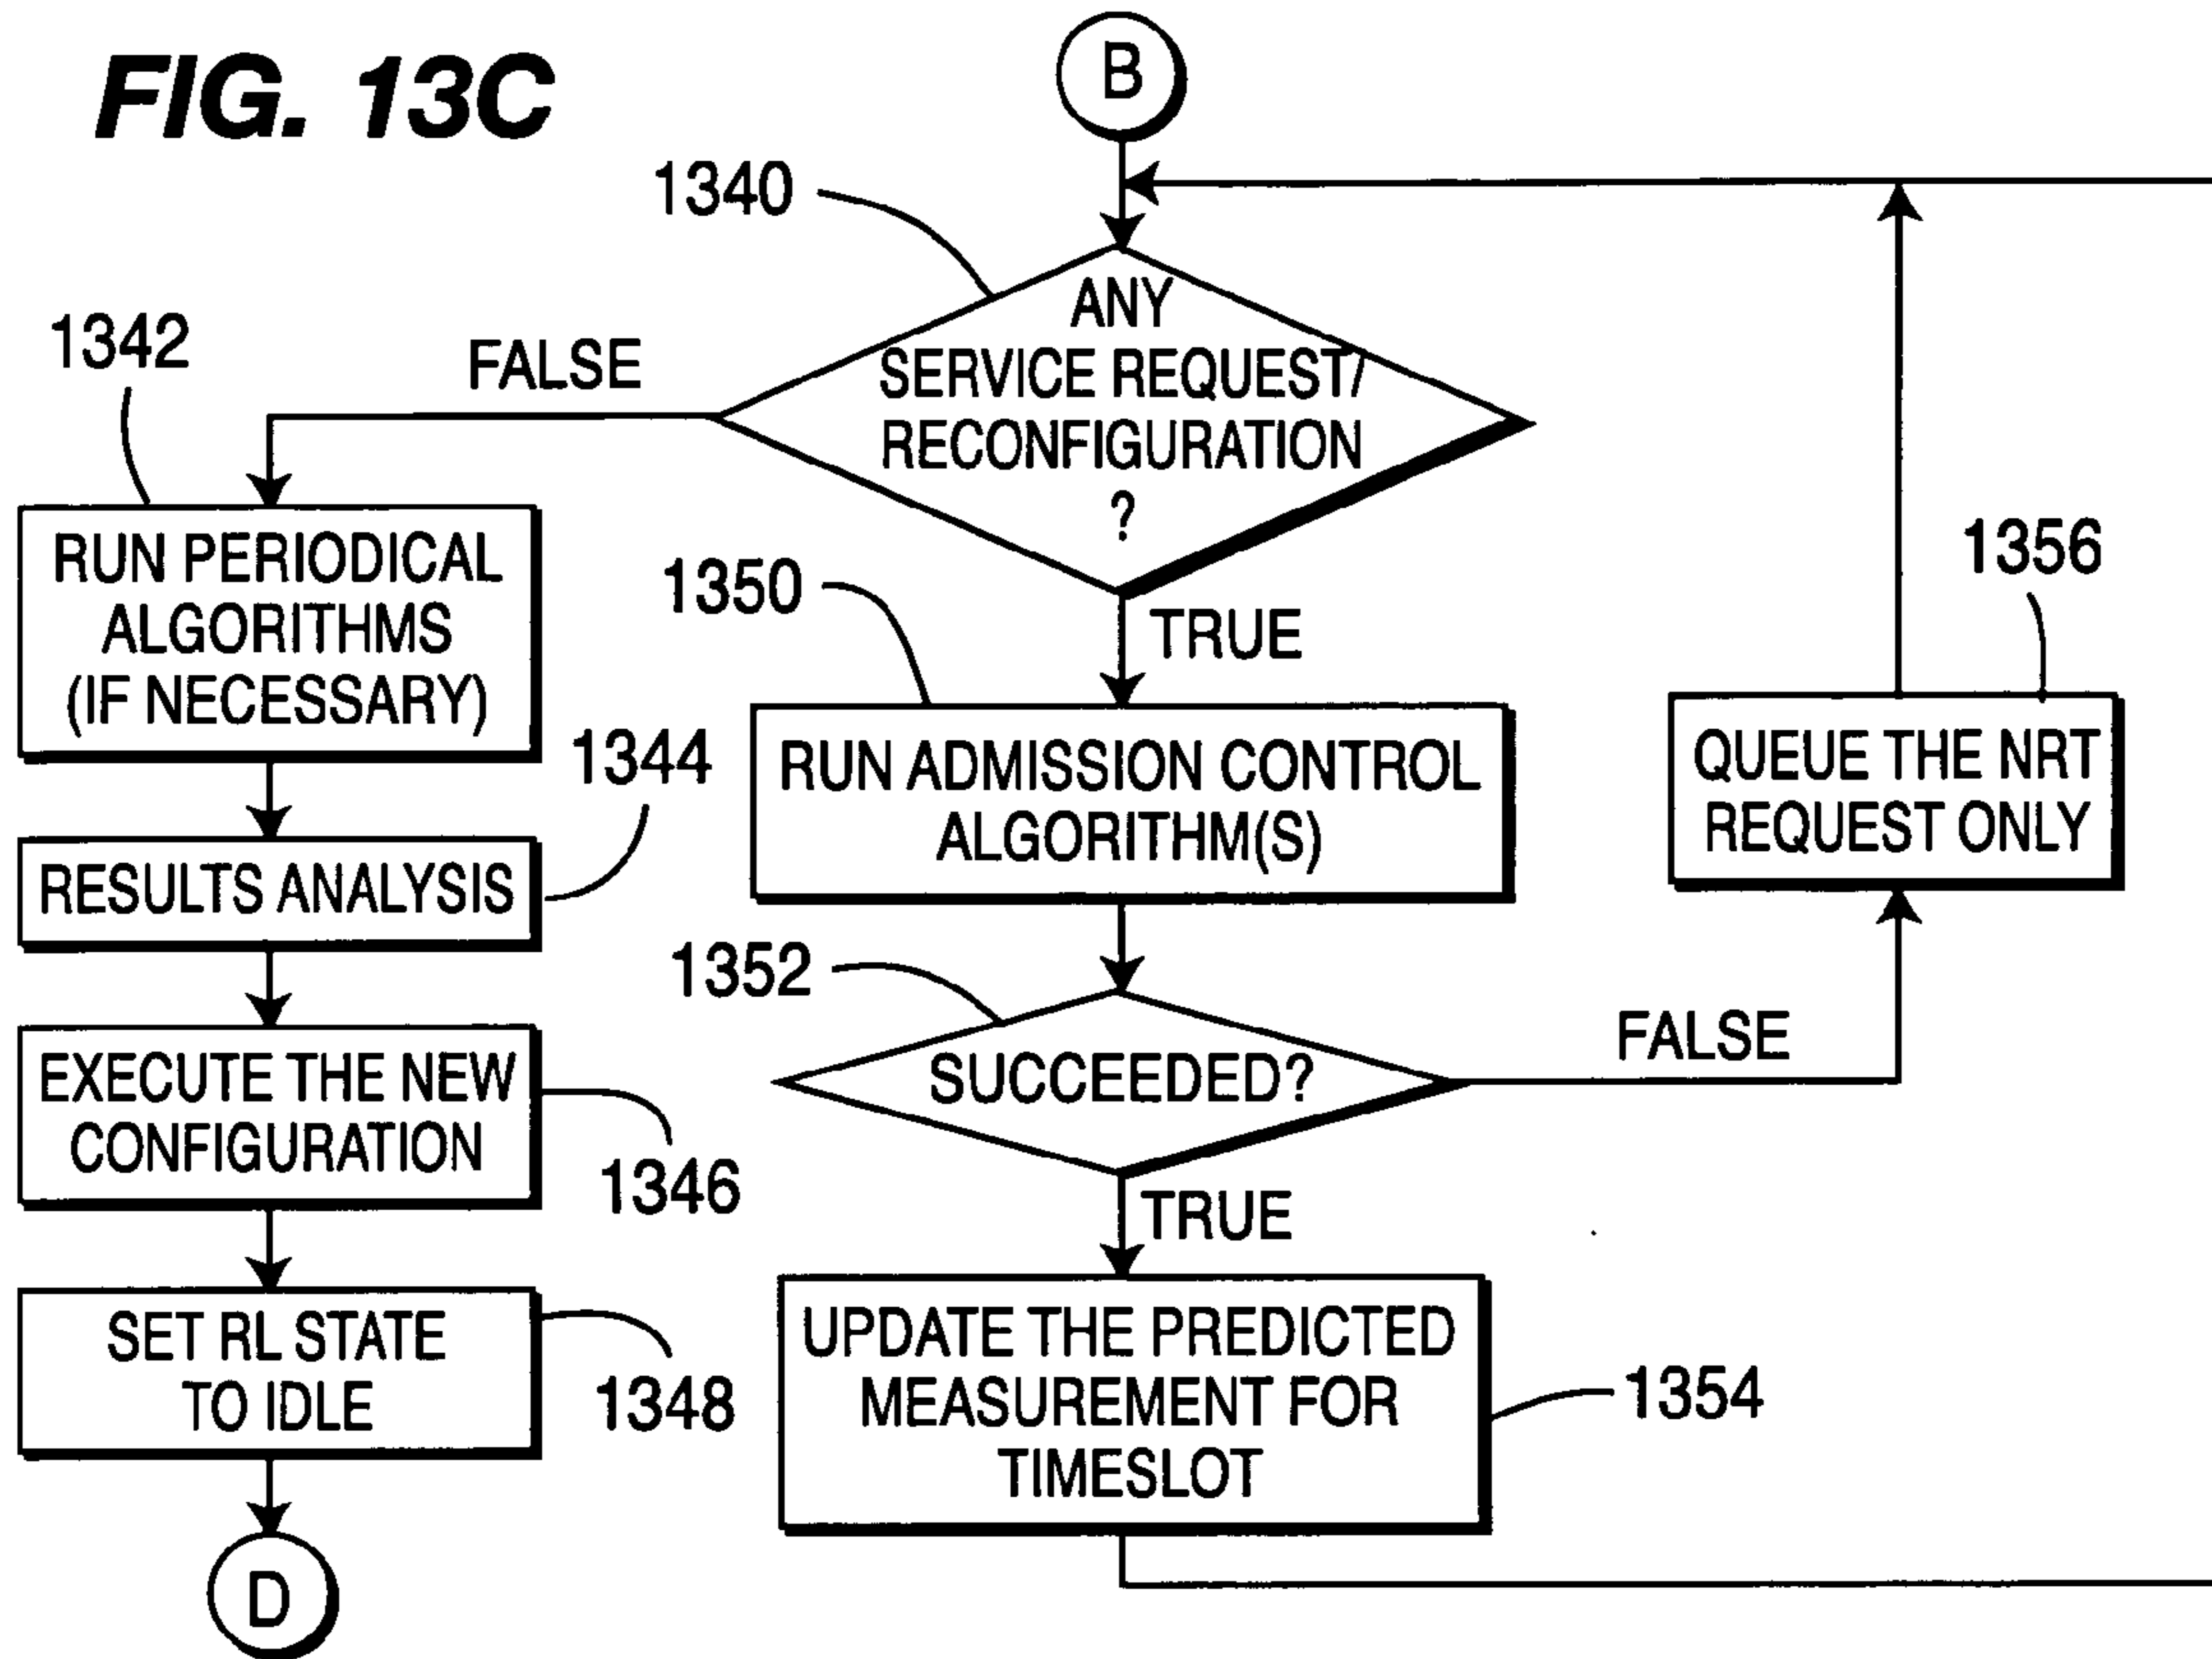 FIG. 13C
B
1340
ANY
SERVICE REQUEST/
RECONFIGURATION
?
FALSE
1342
RUN PERIODICAL
ALGORITHMS
(IF NECESSARY)
1344
RESULTS ANALYSIS
EXECUTE THE NEW
CONFIGURATION
1346
SET RL STATE
TO IDLE
1348
D
TRUE
1350
RUN ADMISSION CONTROL
ALGORITHM(S)
1352
SUCCEEDED?
FALSE
1356
QUEUE THE NRT
REQUEST ONLY
TRUE
UPDATE THE PREDICTED
MEASUREMENT FOR
TIMESLOT
1354